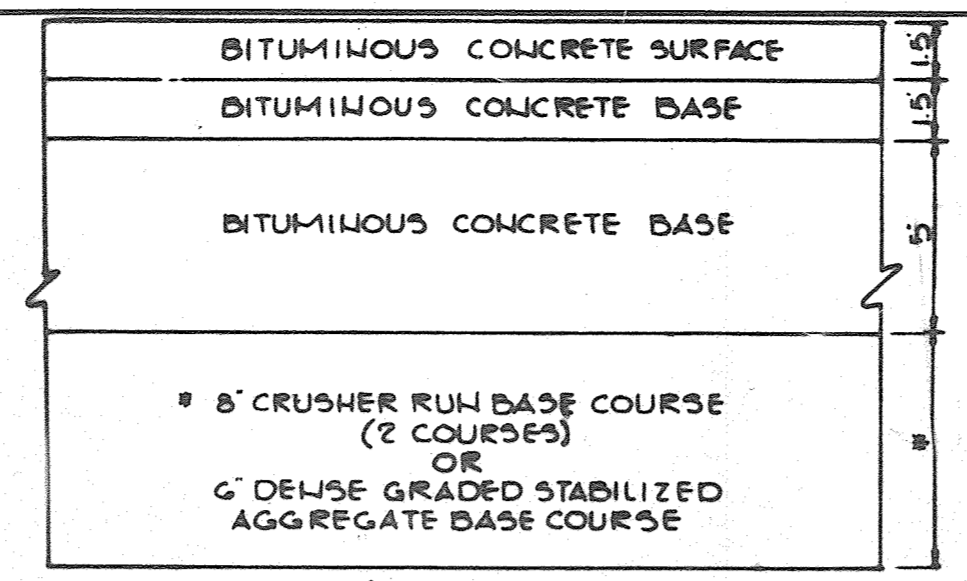 BITUMINOUS CONCRETE SURFACE
1.5"
BITUMINOUS CONCRETE BASE
1.5"
BITUMINOUS CONCRETE BASE
5"
* 8" CRUSHER RUN BASE COURSE
(2 COURSES)
OR
6" DENSE GRADED STABILIZED
AGGREGATE BASE COURSE
*